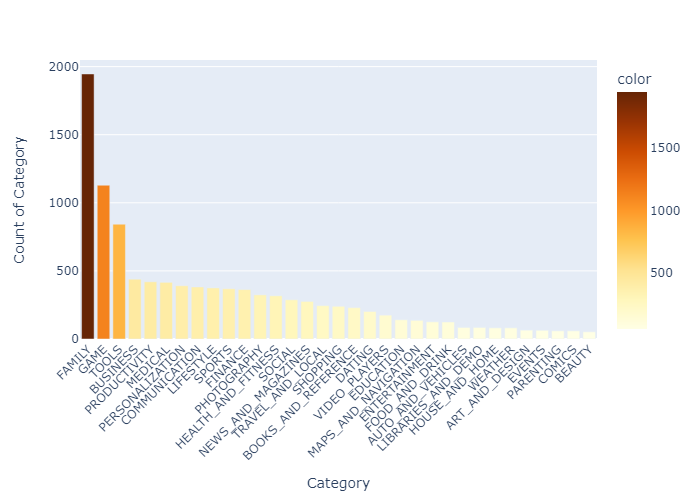 2000
1500
1000
500
0
Count of Category
FAMILY
GAME
TOOLS
BUSINESS
PRODUCTIVITY
MEDICAL
PERSONALIZATION
COMMUNICATION
LIFESTYLE
SPORTS
FINANCE
PHOTOGRAPHY
HEALTH_AND_FITNESS
SOCIAL
NEWS_AND_MAGAZINES
TRAVEL_AND_LOCAL
SHOPPING
BOOKS_AND_REFERENCE
DATING
VIDEO_PLAYERS
EDUCATION
MAPS_AND_NAVIGATION
ENTERTAINMENT
FOOD_AND_DRINK
AUTO_AND_VEHICLES
LIBRARIES_AND_DEMO
HOUSE_AND_HOME
WEATHER
ART_AND_DESIGN
EVENTS
PARENTING
COMICS
BEAUTY
Category
color
1500
1000
500